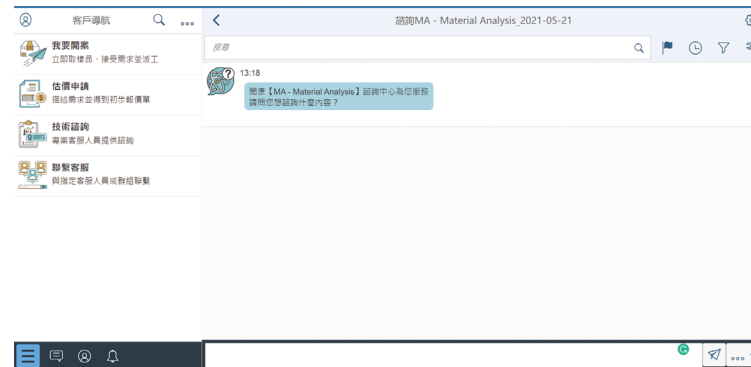 客戶導航
我要開案
立即取樣品，接受需求並派工
估價申請
描述需求並得到初步報價單
技術諮詢
專業客服人員提供諮詢
聯繫客服
與指定客服人員或群組聯繫
諮詢MA - Material Analysis_2021-05-21
搜尋
13:18
閎康【MA - Material Analysis】諮詢中心為您服務
請問您想諮詢什麼內容？